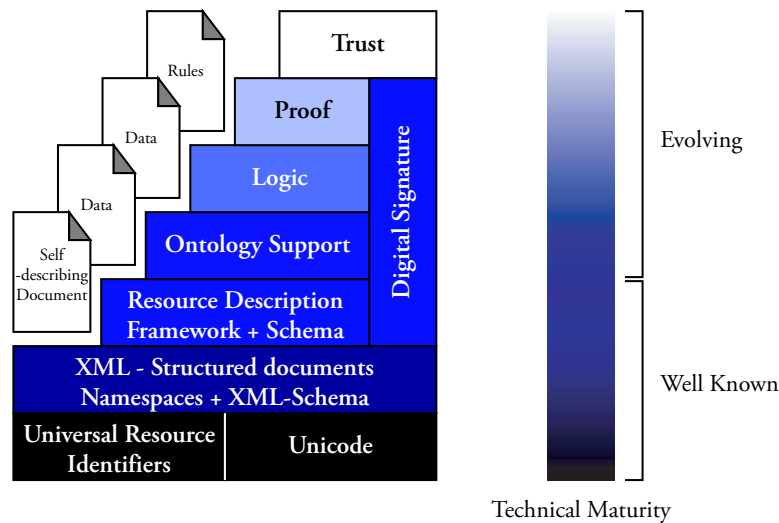 Trust
Rules
Proof
Data
Logic
Data
Ontology Support
Self
-describing
Document
Resource Description
Framework + Schema
Digital Signature
XML - Structured documents
Namespaces + XML-Schema
Universal Resource
Identifiers
Unicode
Evolving
Well Known
Technical Maturity